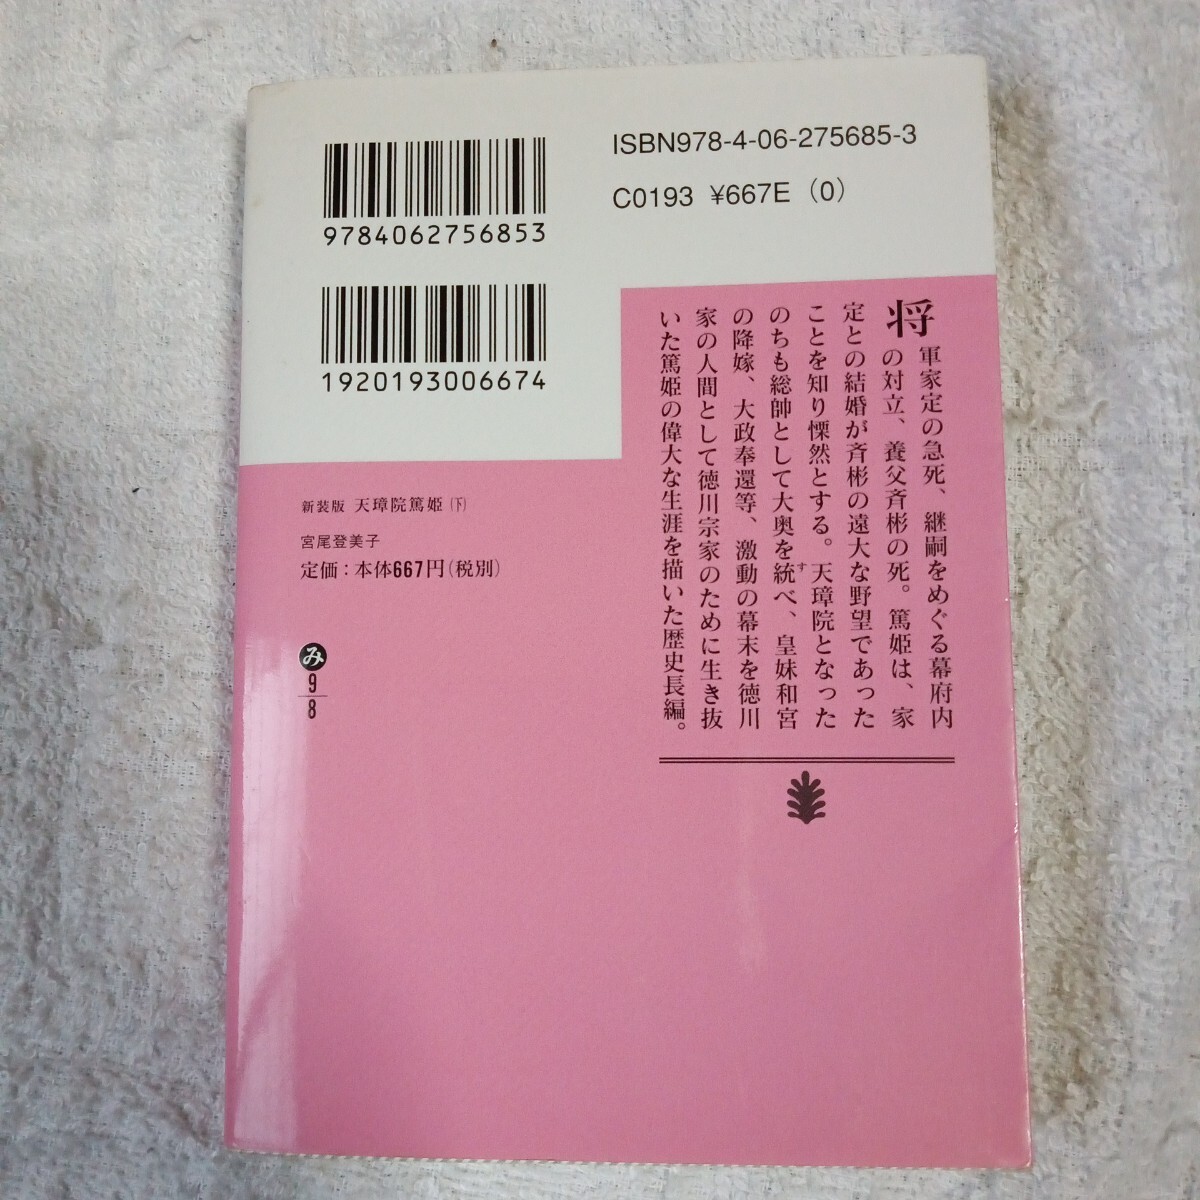 ISBN978-4-06-275685-3
C0193 ¥667E (0)
9784062756853
1920193006674
将軍家定の急死、継嗣をめぐる幕府内
の対立、養父斉彬の死。篤姫は、家
定との結婚が斉彬の遠大な野望であった
ことを知り慄然とする。天璋院となった
のちも総帥として大奥を統べ、皇妹和宮
す
の降嫁、大政奉還等、激動の幕末を徳川
家の人間として徳川宗家のために生き抜
いた篤姫の偉大な生涯を描いた歴史長編。
新装版 天璋院篤姫(下)
宮尾登美子
定価:本体667円(税別)
み
9
8